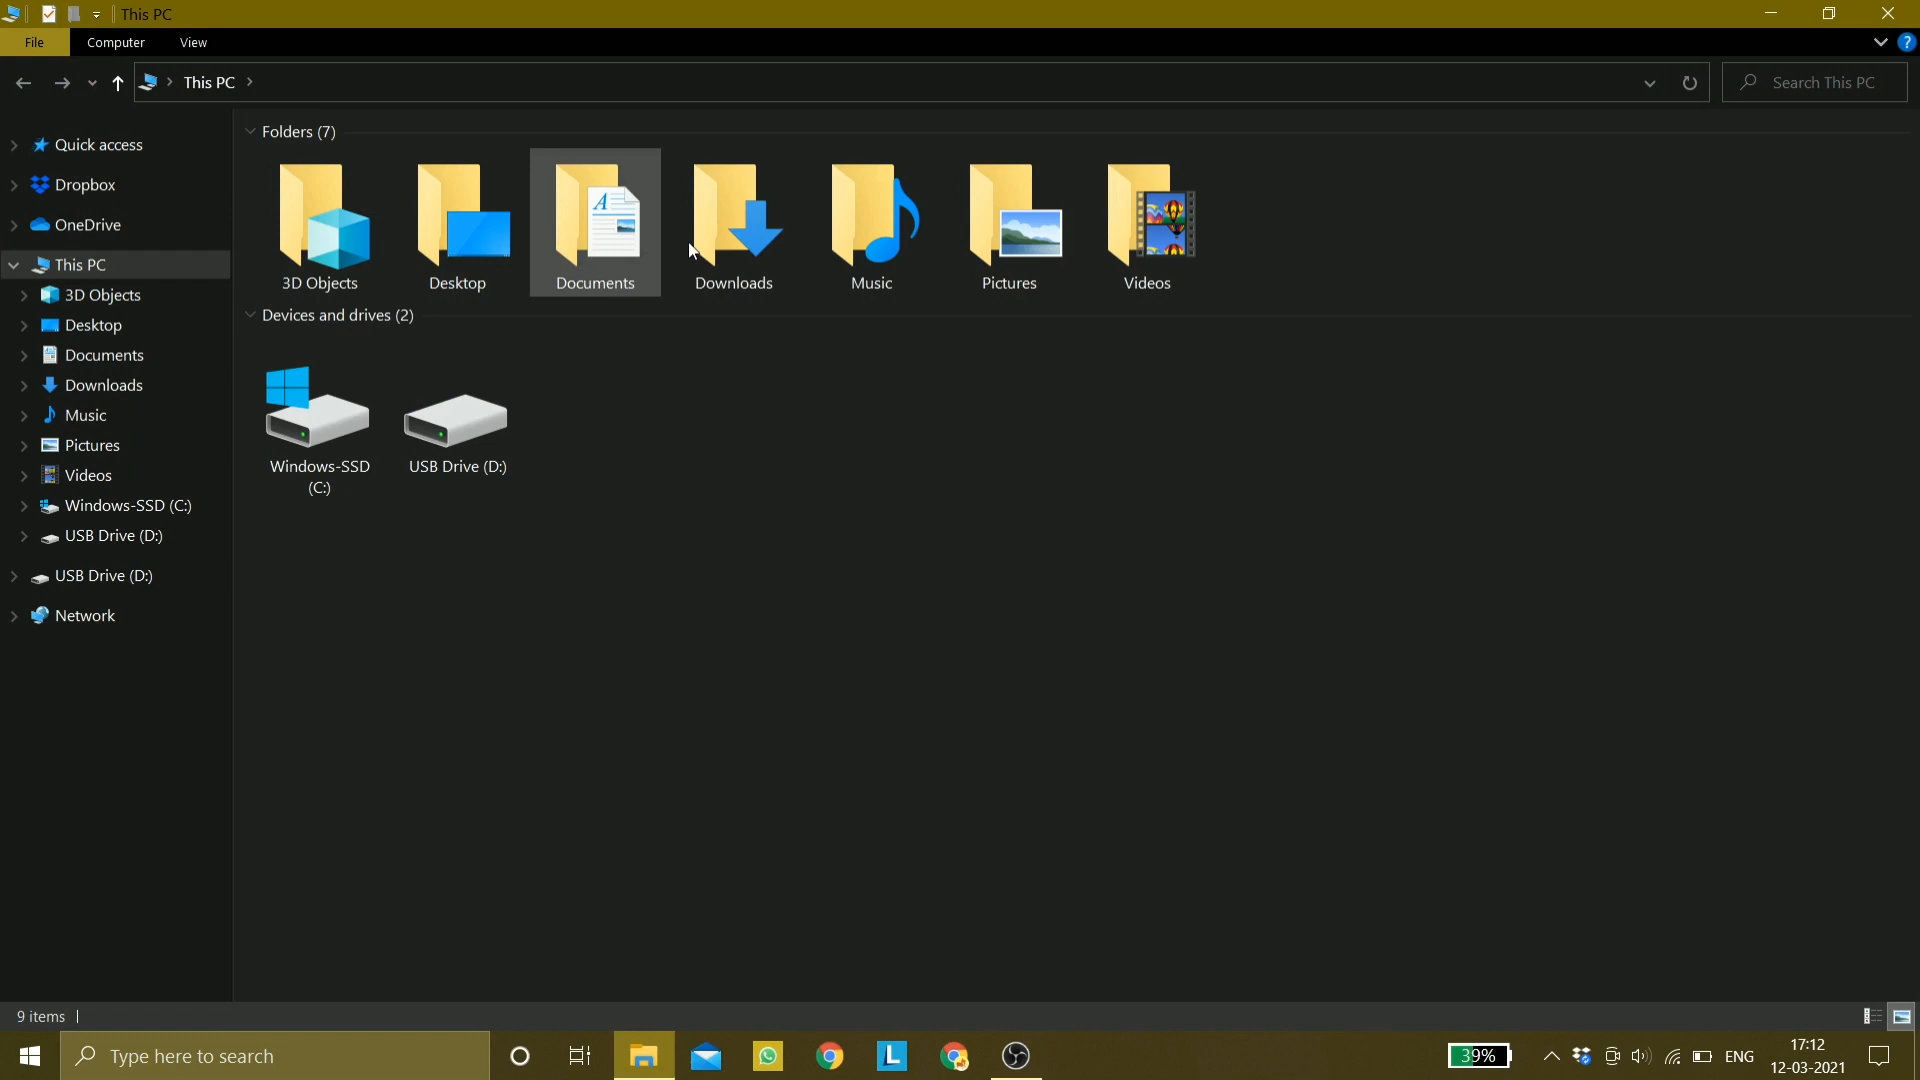 This PC
File Computer View
This PC
Search This PC
Quick access
Dropbox
OneDrive
This PC
3D Objects
Desktop
Documents
Downloads
Music
Pictures
Videos
Windows-SSD (C:)
USB Drive (D:)
USB Drive (D:)
Network
Folders (7)
3D Objects Desktop Documents Downloads Music Pictures Videos
Devices and drives (2)
Windows-SSD (C:)
USB Drive (D:)
9 items
Type here to search
39%
ENG
17:12
12-03-2021